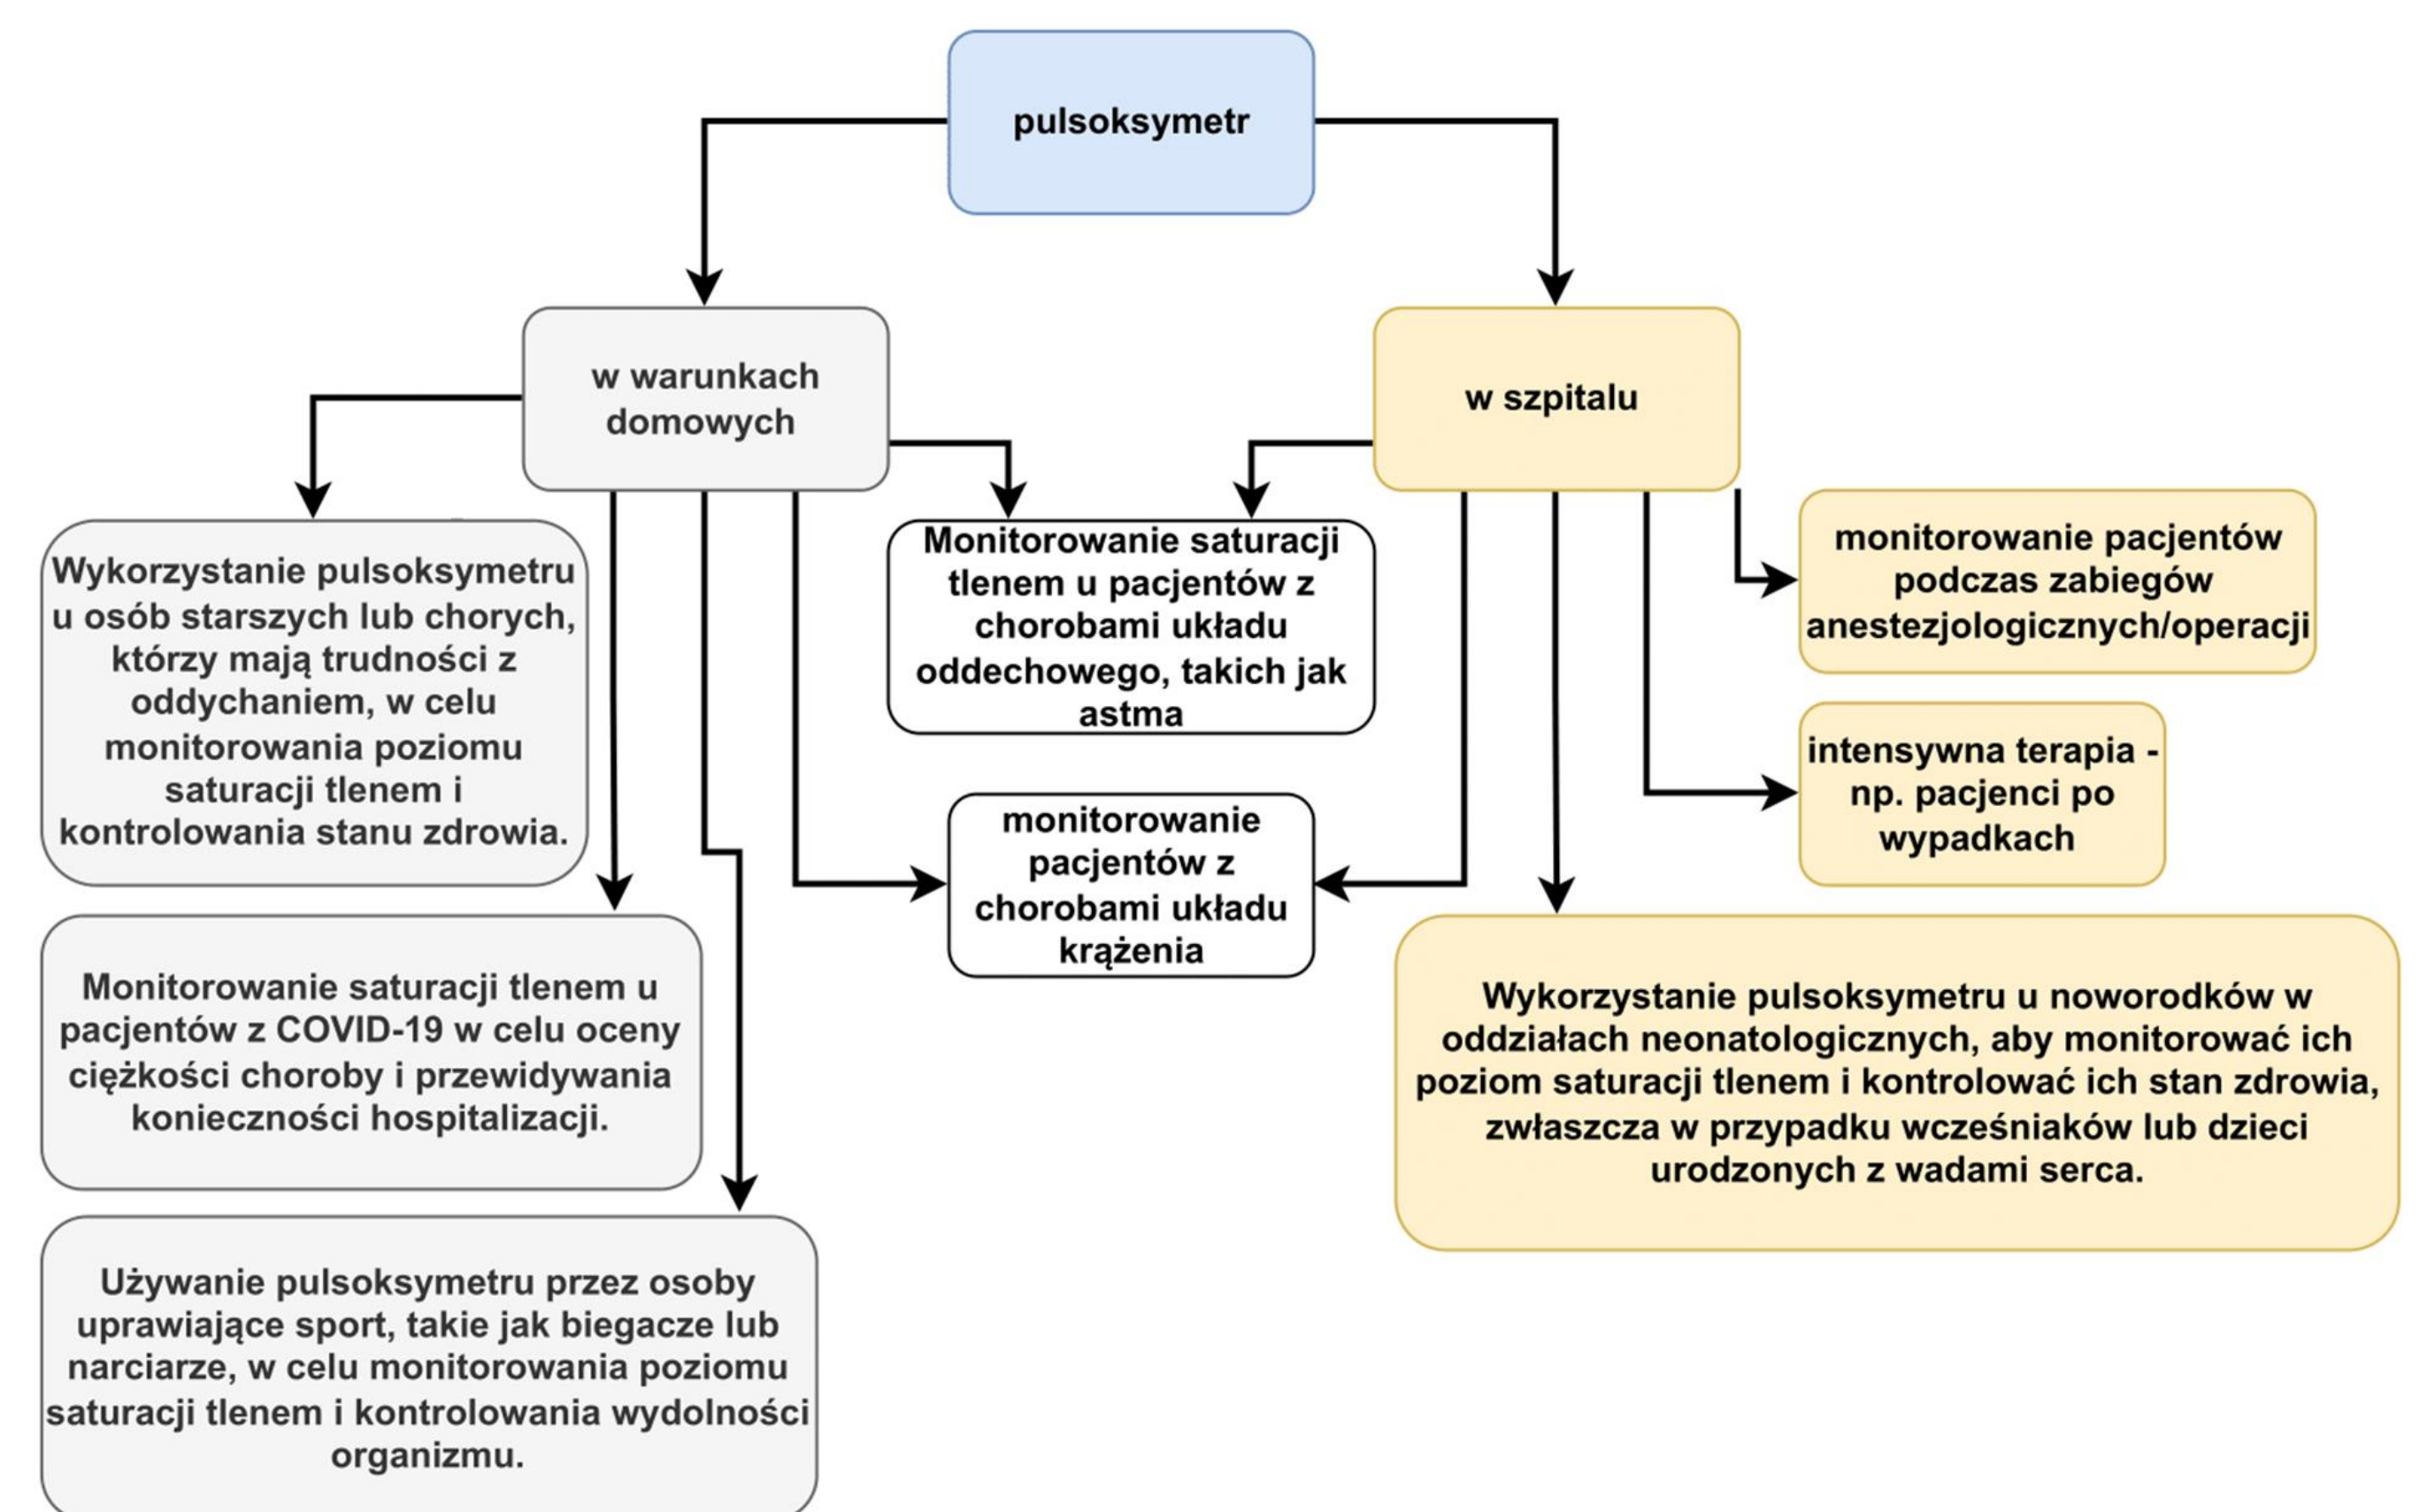 pulsoksymetr
w warunkach
domowych
w szpitalu
Wykorzystanie pulsoksymetru
u osób starszych lub chorych,
którzy mają trudności z
oddychaniem, w celu
monitorowania poziomu
saturacji tlenem i
kontrolowania stanu zdrowia.
Monitorowanie saturacji
tlenem u pacjentów z
chorobami układu
oddechowego, takich jak
astma
monitorowanie pacjentów
podczas zabiegów
anestezjologicznych/operacji
intensywna terapia -
np. pacjenci po
wypadkach
monitorowanie
pacjentów z
chorobami układu
krążenia
Monitorowanie saturacji tlenem u
pacjentów z COVID-19 w celu oceny
ciężkości choroby i przewidywania
konieczności hospitalizacji.
Wykorzystanie pulsoksymetru u noworodków w
oddziałach neonatologicznych, aby monitorować ich
poziom saturacji tlenem i kontrolować ich stan zdrowia,
zwłaszcza w przypadku wcześniaków lub dzieci
urodzonych z wadami serca.
Używanie pulsoksymetru przez osoby
uprawiające sport, takie jak biegacze lub
narciarze, w celu monitorowania poziomu
saturacji tlenem i kontrolowania wydolności
organizmu.